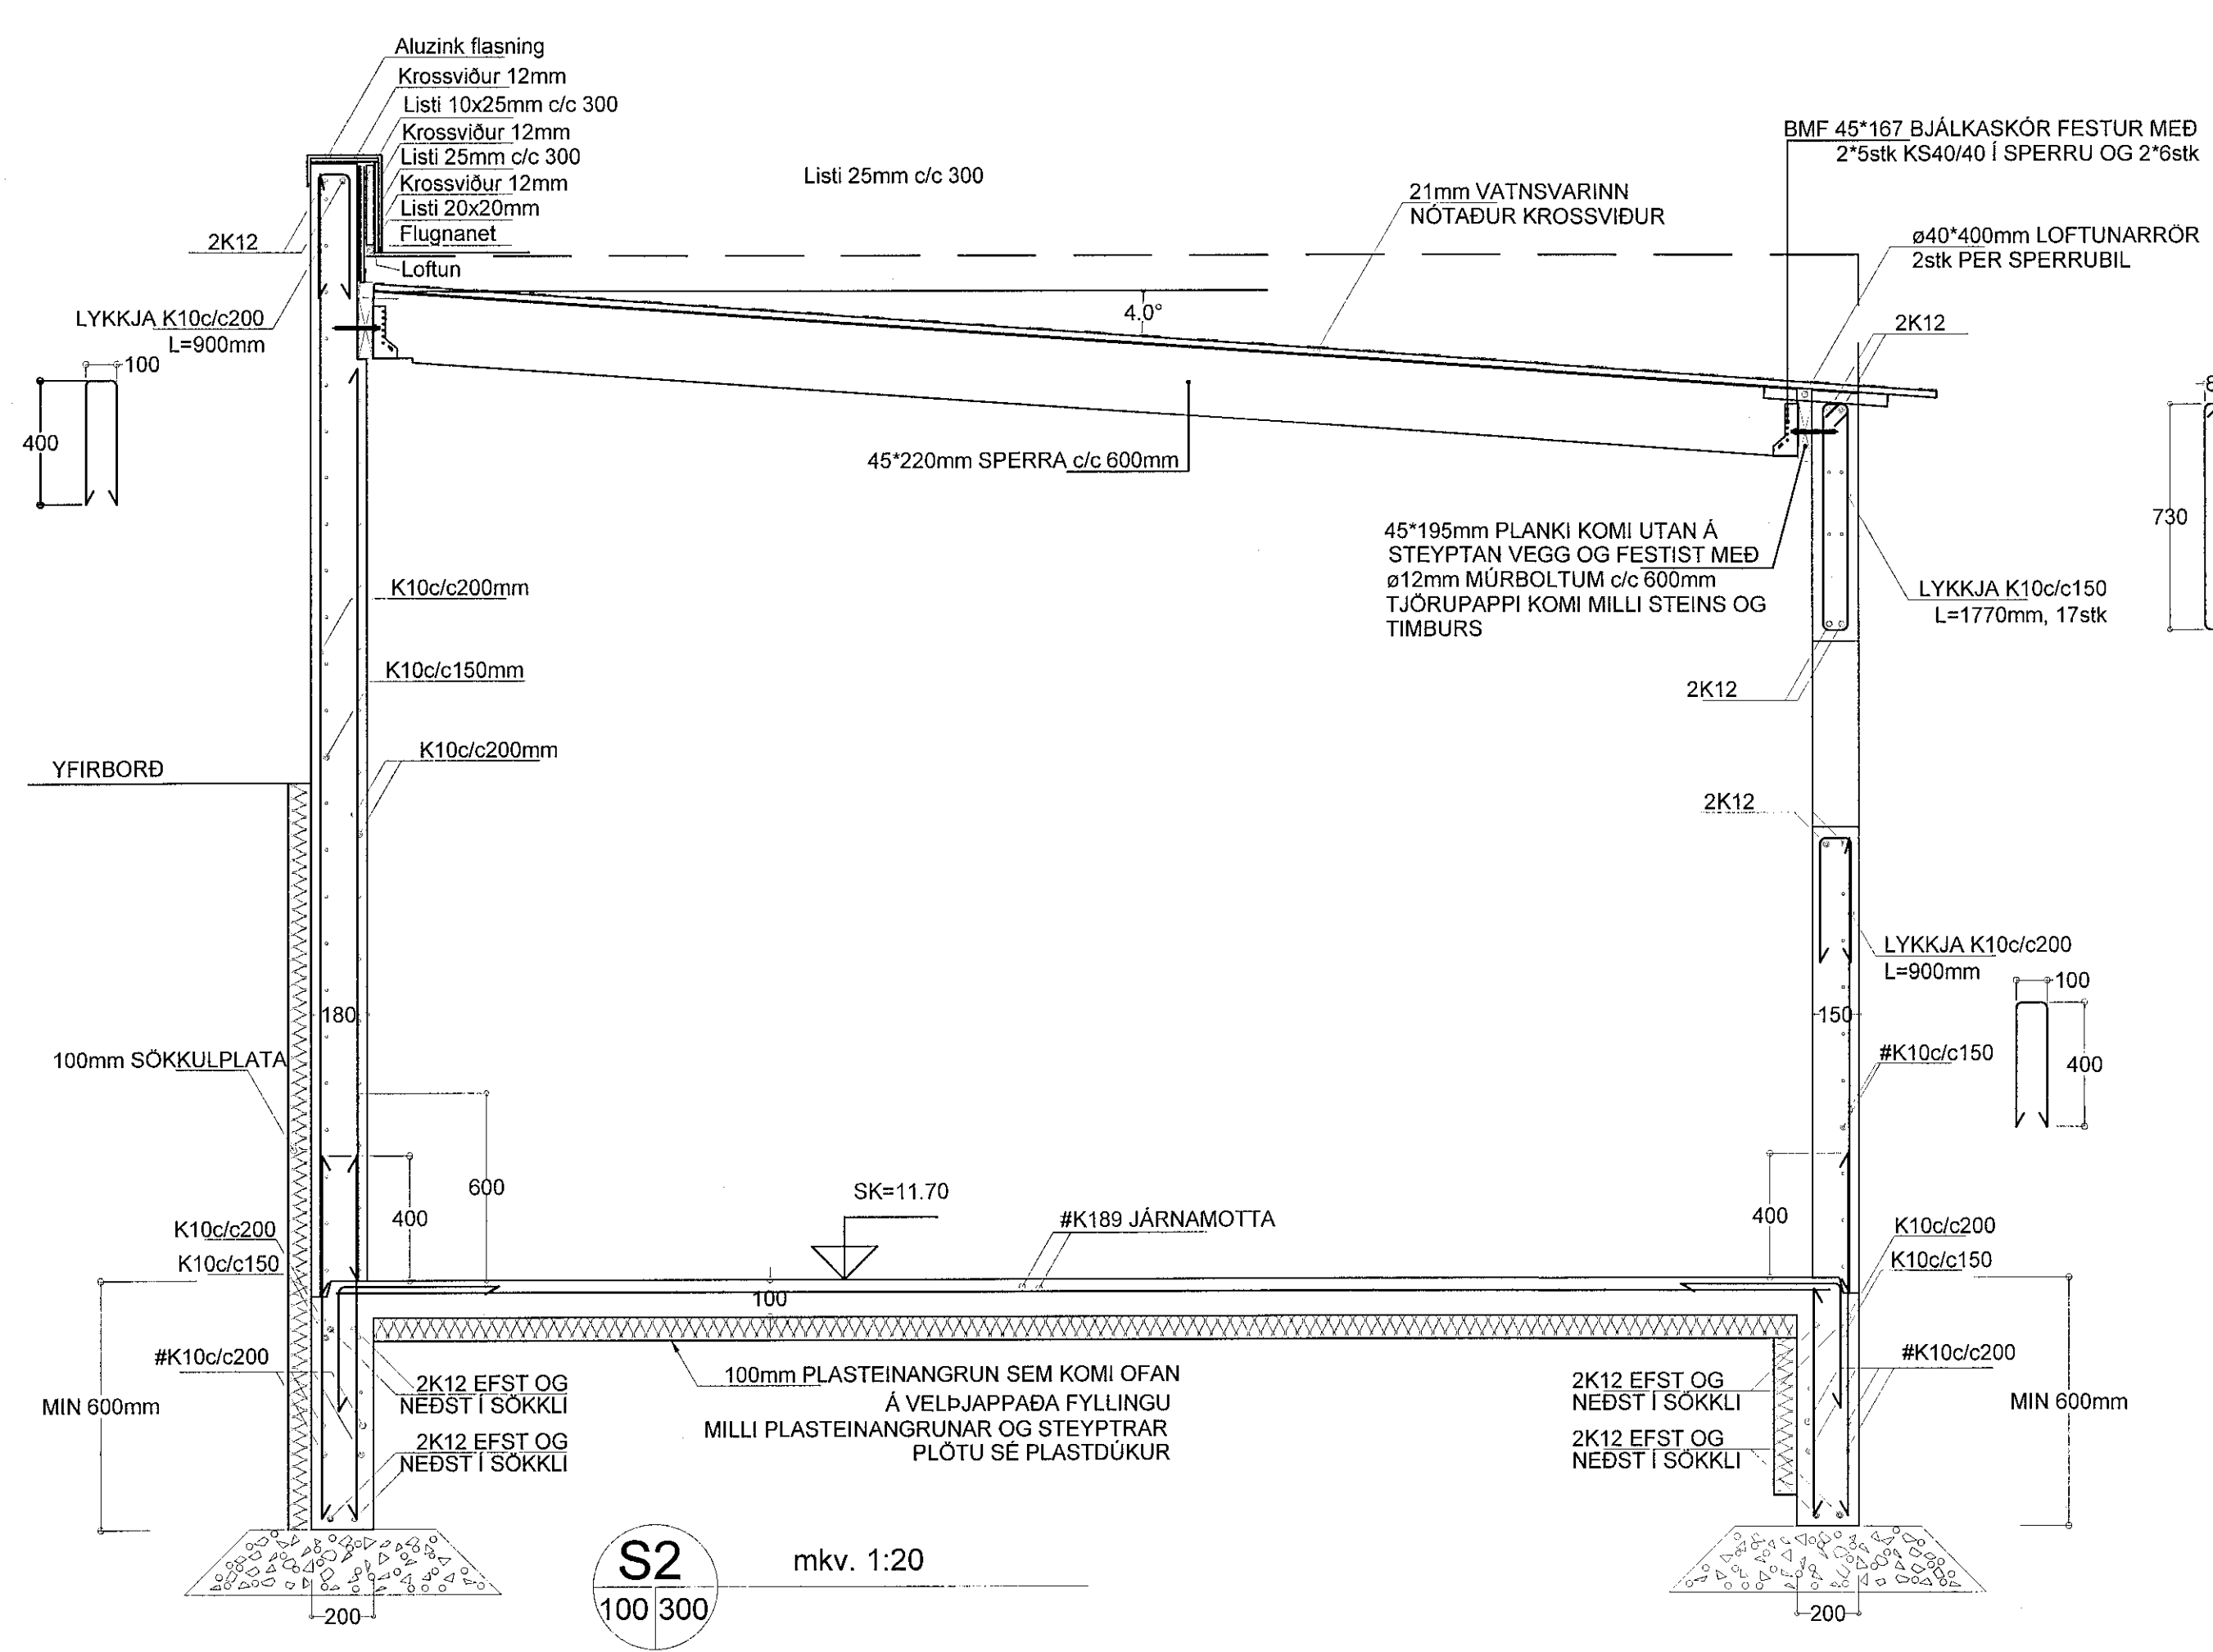 Aluzink flasning
Krossviður 12mm
Listi 10x25mm c/c 300
Krossviður 12mm
Listi 25mm c/c 300
Krossviður 12mm
Listi 20x20mm
Flugnanet
Loftun
2K12
LYKKJA K10c/c200
L=900mm
100
400
Listi 25mm c/c 300
4.0°
21mm VATNSVARINN
NÓTAÐUR KROSSVIÐUR
BMF 45*167 BJÁLKASKÓR FESTUR MEÐ
2*5stk KS40/40 Í SPERRU OG 2*6stk
ø40*400mm LOFTUNARRÖR
2stk PER SPERRUBIL
2K12
45*220mm SPERRA c/c 600mm
45*195mm PLANKI KOMI UTAN Á
STEYPTAN VEGG OG FESTIST MEÐ
ø12mm MÚRBOLTUM c/c 600mm
TJÖRUPAPPI KOMI MILLI STEINS OG
TIMBURS
730
LYKKJA K10c/c150
L=1770mm, 17stk
2K12
2K12
K10c/c200mm
K10c/c150mm
K10c/c200mm
YFIRBORÐ
LYKKJA K10c/c200
L=900mm
100
400
180
150
100mm SÖKKULPLATA
#K10c/c150
600
400
SK=11.70
#K189 JÁRNAMOTTA
400
K10c/c200
K10c/c150
K10c/c200
K10c/c150
100
#K10c/c200
#K10c/c200
MIN 600mm
MIN 600mm
2K12 EFST OG
NEÐST Í SÖKKLI
2K12 EFST OG
NEÐST Í SÖKKLI
100mm PLASTEINANGRUN SEM KOMI OFAN
Á VELÞJAPPAÐA FYLLINGU
MILLI PLASTEINANGRUNAR OG STEYPTRAR
PLÖTU SÉ PLASTDÚKUR
2K12 EFST OG
NEÐST Í SÖKKLI
2K12 EFST OG
NEÐST Í SÖKKLI
S2
100 300
mkv. 1:20
200
200